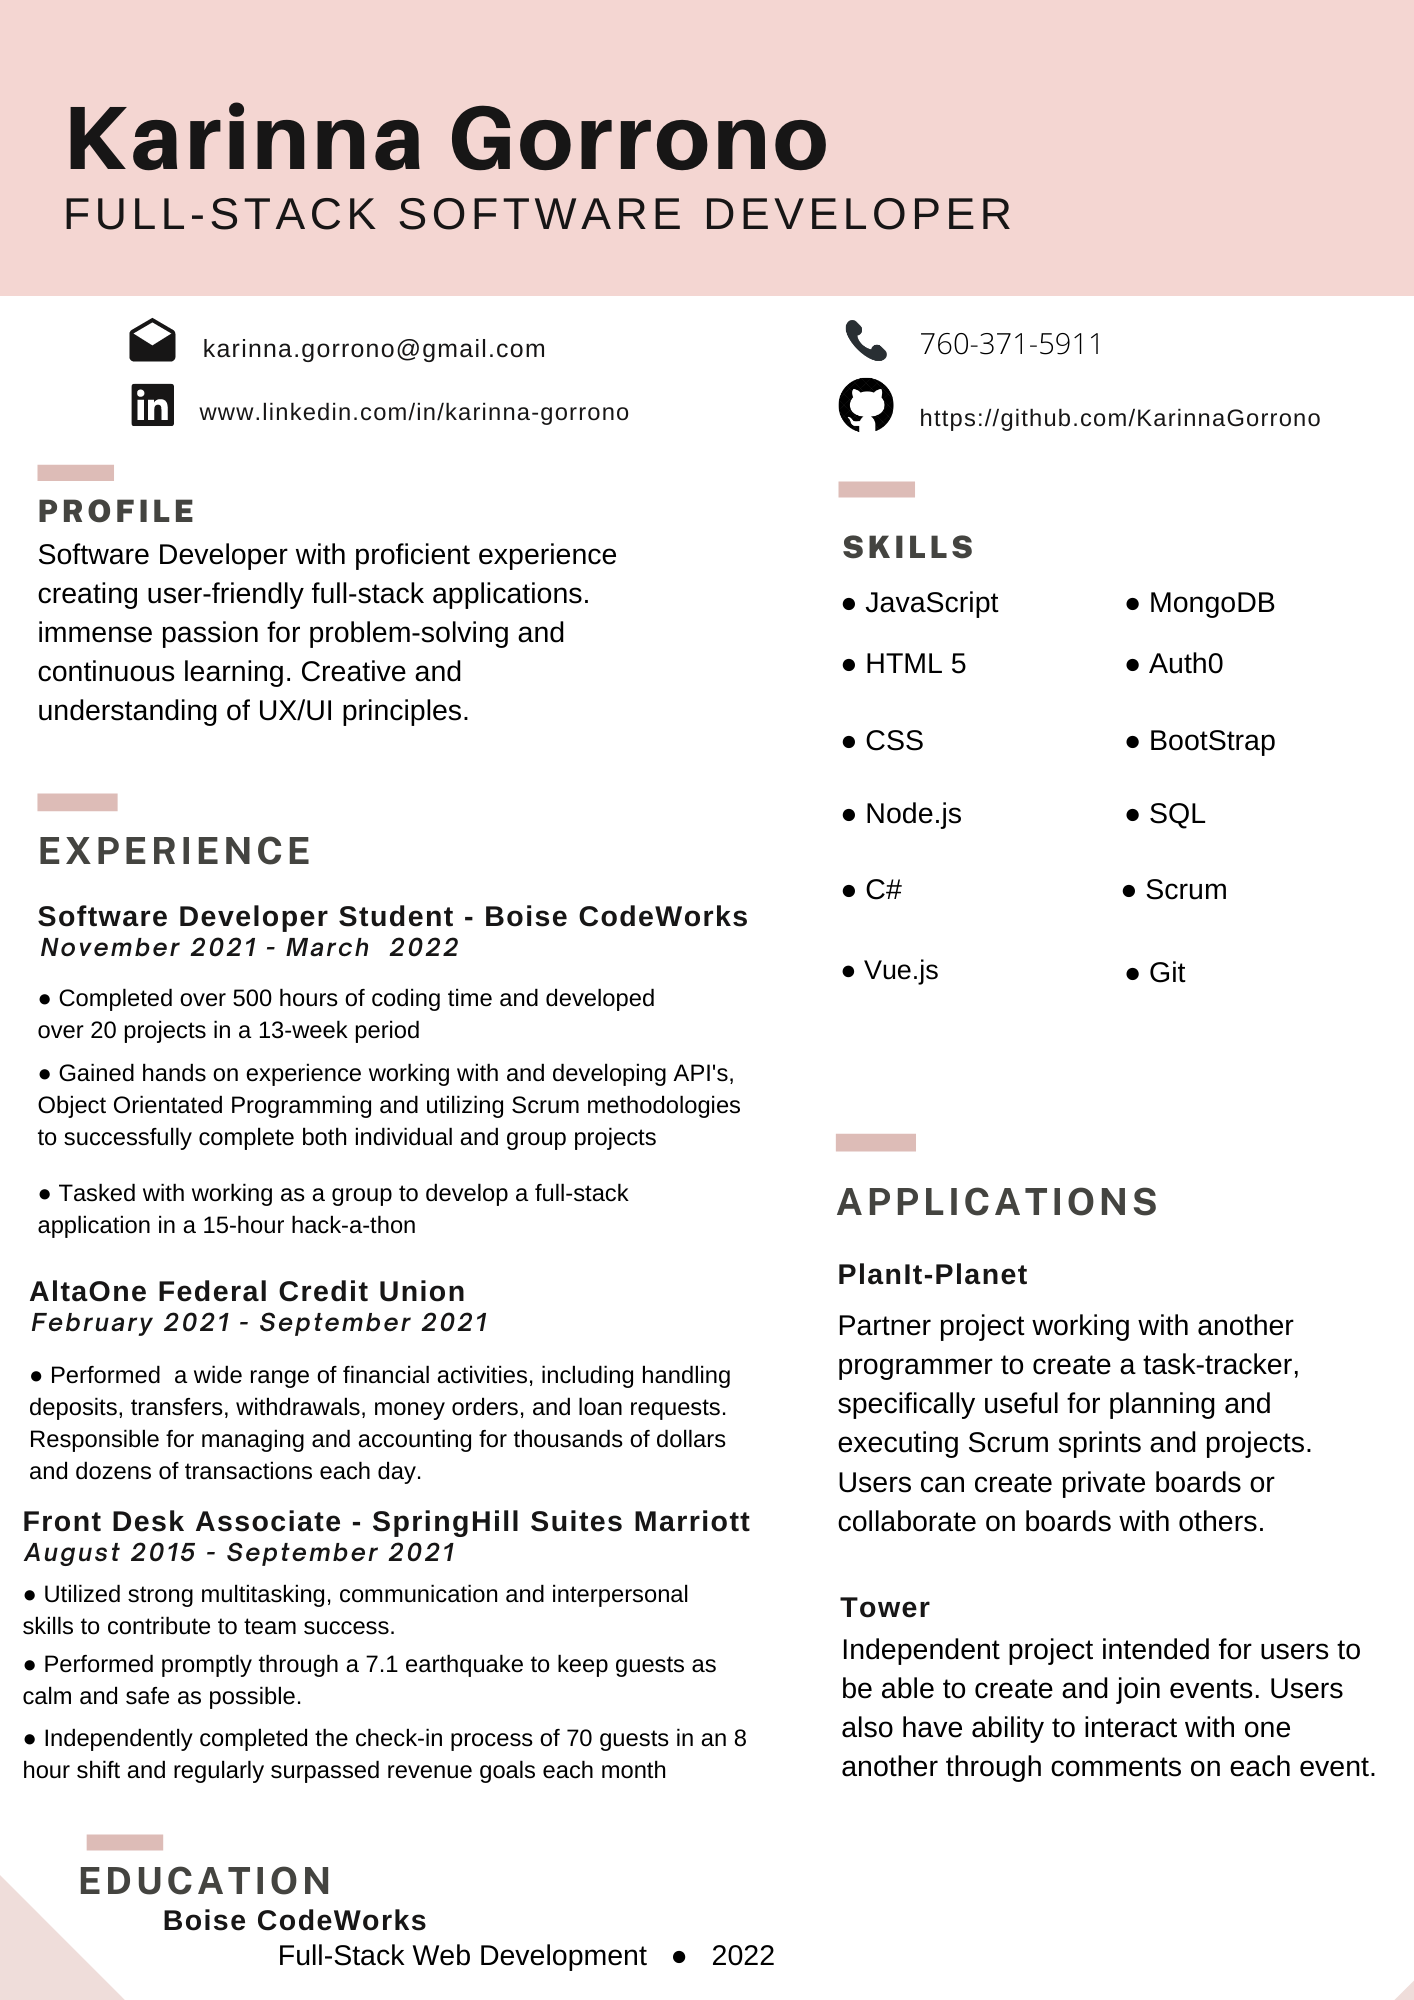 Karinna Gorrono
FULL-STACK SOFTWARE DEVELOPER
karinna.gorrono@gmail.com
www.linkedin.com/in/karinna-gorrono
760-371-5911
https://github.com/KarinnaGorrono
PROFILE
Software Developer with proficient experience
creating user-friendly full-stack applications.
immense passion for problem-solving and
continuous learning. Creative and
understanding of UX/UI principles.
EXPERIENCE
Software Developer Student - Boise CodeWorks
November 2021 - March  2022
● Completed over 500 hours of coding time and developed
over 20 projects in a 13-week period
● Gained hands on experience working with and developing API's,
Object Orientated Programming and utilizing Scrum methodologies
to successfully complete both individual and group projects
● Tasked with working as a group to develop a full-stack
application in a 15-hour hack-a-thon
AltaOne Federal Credit Union
February 2021 - September 2021
● Performed  a wide range of financial activities, including handling
deposits, transfers, withdrawals, money orders, and loan requests.
Responsible for managing and accounting for thousands of dollars
and dozens of transactions each day.
Front Desk Associate - SpringHill Suites Marriott
August 2015 - September 2021
● Utilized strong multitasking, communication and interpersonal
skills to contribute to team success.
● Performed promptly through a 7.1 earthquake to keep guests as
calm and safe as possible.
● Independently completed the check-in process of 70 guests in an 8
hour shift and regularly surpassed revenue goals each month
EDUCATION
Boise CodeWorks
Full-Stack Web Development ● 2022
SKILLS
● JavaScript
● HTML 5
● CSS
● Node.js
● C#
● Vue.js
● MongoDB
● Auth0
● BootStrap
● SQL
● Scrum
● Git
APPLICATIONS
PlanIt-Planet
Partner project working with another
programmer to create a task-tracker,
specifically useful for planning and
executing Scrum sprints and projects.
Users can create private boards or
collaborate on boards with others.
Tower
Independent project intended for users to
be able to create and join events. Users
also have ability to interact with one
another through comments on each event.